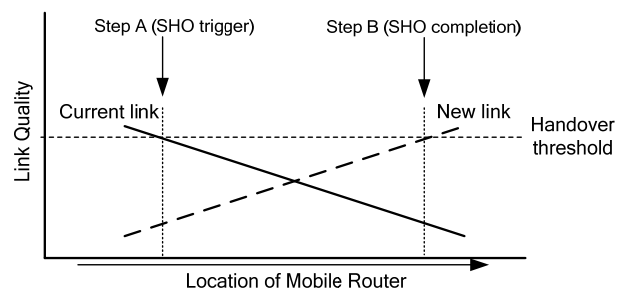 Step A (SHO trigger)
Step B (SHO completion)
Current link
New link
Handover
threshold
Link Quality
Location of Mobile Router